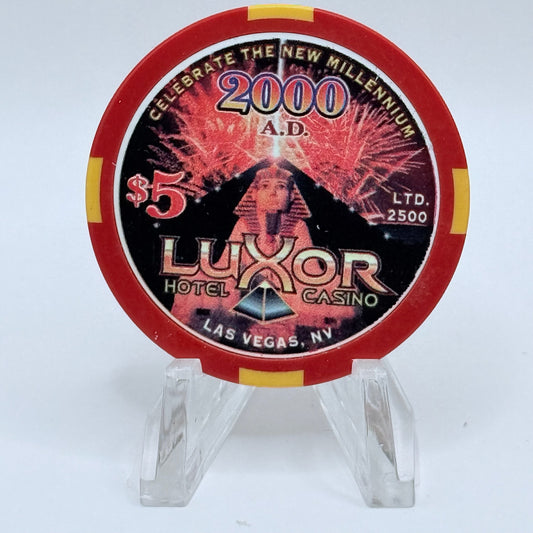 CELEBRATE THE NEW MILLENNIUM
2000
A.D.
$5
LTD.
2500
LUXOR
HOTEL CASINO
LAS VEGAS, NV